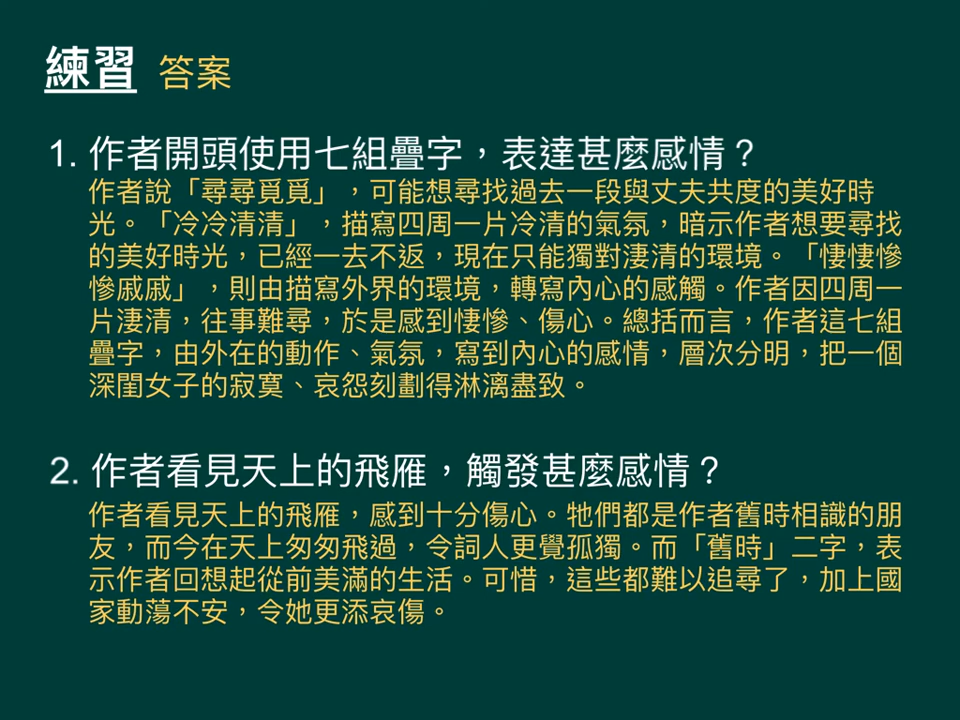 練習 答案
1. 作者開頭使用七組疊字，表達甚麼感情？
作者說「尋尋覓覓」，可能想尋找過去一段與丈夫共度的美好時
光。「冷冷清清」，描寫四周一片冷清的氣氛，暗示作者想要尋找
的美好時光，已經一去不返，現在只能獨對淒清的環境。「悽悽慘
慘戚戚」，則由描寫外界的環境，轉寫內心的感觸。作者因四周一
片淒清，往事難尋，於是感到悽慘、傷心。總括而言，作者這七組
疊字，由外在的動作、氣氛，寫到內心的感情，層次分明，把一個
深閨女子的寂寞、哀怨刻劃得淋漓盡致。
2. 作者看見天上的飛雁，觸發甚麼感情？
作者看見天上的飛雁，感到十分傷心。牠們都是作者舊時相識的朋
友，而今在天上匆匆飛過，令詞人更覺孤獨。而「舊時」二字，表
示作者回想起從前美滿的生活。可惜，這些都難以追尋了，加上國
家動蕩不安，令她更添哀傷。